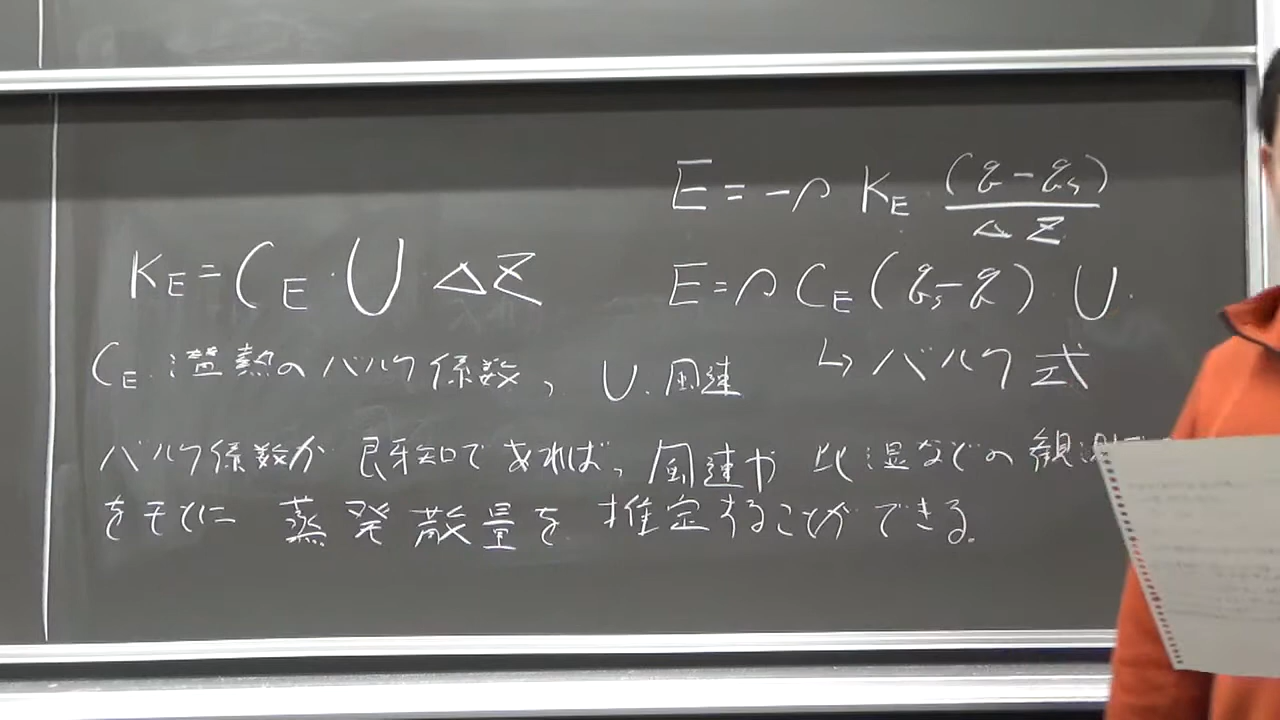 E = -ρ K_E (q - q_s) / ΔZ
K_E = C_E · U ΔZ
E = ρ C_E (q_s - q) · U.
C_E. 潜熱のバルク係数, U. 風速
↳ バルク式
バルク係数が既知であれば, 風速や比湿などの観測
をもとに 蒸発散量を推定することができる.